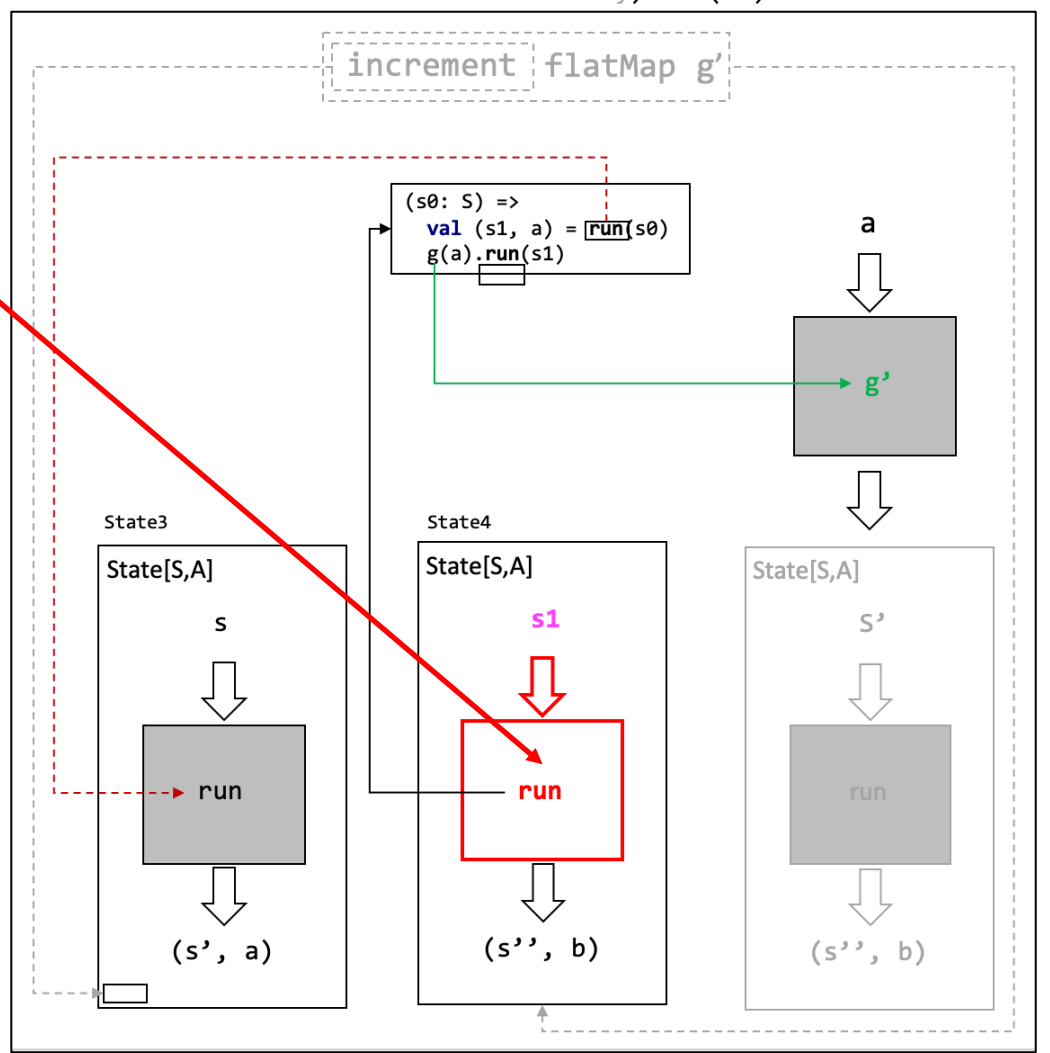 increment flatMap g’
(s0: S) =>
val (s1, a) = run(s0)
g(a).run(s1)
a
g’
State3
State[S,A]
s
run
(s’, a)
State4
State[S,A]
s1
run
(s’’, b)
State[S,A]
S’
run
(s’’, b)